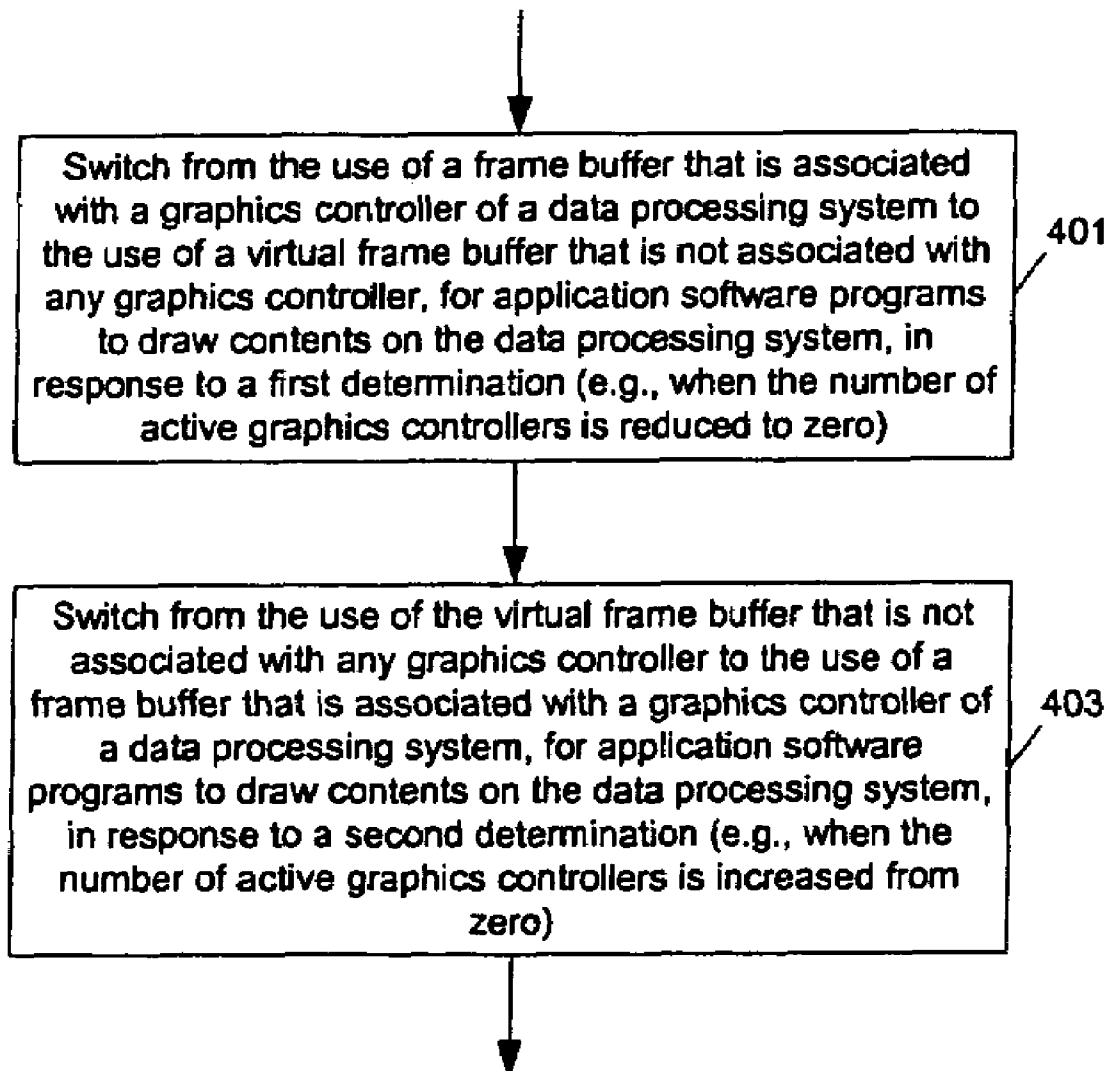 Switch from the use of a frame buffer that is associated
with a graphics controller of a data processing system to
the use of a virtual frame buffer that is not associated with
any graphics controller, for application software programs
to draw contents on the data processing system, in
response to a first determination (e.g., when the number of
active graphics controllers is reduced to zero)
401
Switch from the use of the virtual frame buffer that is not
associated with any graphics controller to the use of a
frame buffer that is associated with a graphics controller of
a data processing system, for application software
programs to draw contents on the data processing system,
in response to a second determination (e.g., when the
number of active graphics controllers is increased from
zero)
403